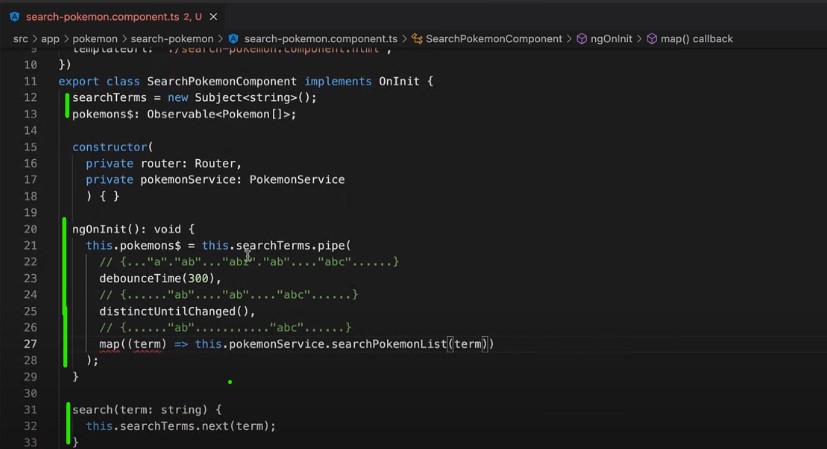 search-pokemon.component.ts 2, U
src > app > pokemon > search-pokemon > search-pokemon.component.ts > SearchPokemonComponent > ngOnInit > map() callback
9 templateUrl: './search-pokemon.component.html',
10 })
11 export class SearchPokemonComponent implements OnInit {
12 searchTerms = new Subject<string>();
13 pokemons$: Observable<Pokemon[]>;
14
15 constructor(
16 private router: Router,
17 private pokemonService: PokemonService
18 ) { }
19
20 ngOnInit(): void {
21 this.pokemons$ = this.searchTerms.pipe(
22 // {..."a"."ab"..."abz"."ab"...."abc"......}
23 debounceTime(300),
24 // {......"ab"...."ab"...."abc"......}
25 distinctUntilChanged(),
26 // {......"ab"..........."abc"......}
27 map((term) => this.pokemonService.searchPokemonList(term))
28 );
29 }
30
31 search(term: string) {
32 this.searchTerms.next(term);
33 }